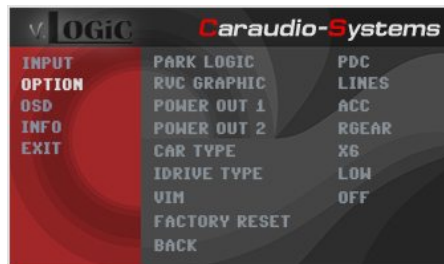 v.LOGiC Caraudio-Systems
INPUT
OPTION
OSD
INFO
EXIT
PARK LOGIC PDC
RVC GRAPHIC LINES
POWER OUT 1 ACC
POWER OUT 2 RGEAR
CAR TYPE X6
IDRIVE TYPE LOW
VIM OFF
FACTORY RESET
BACK